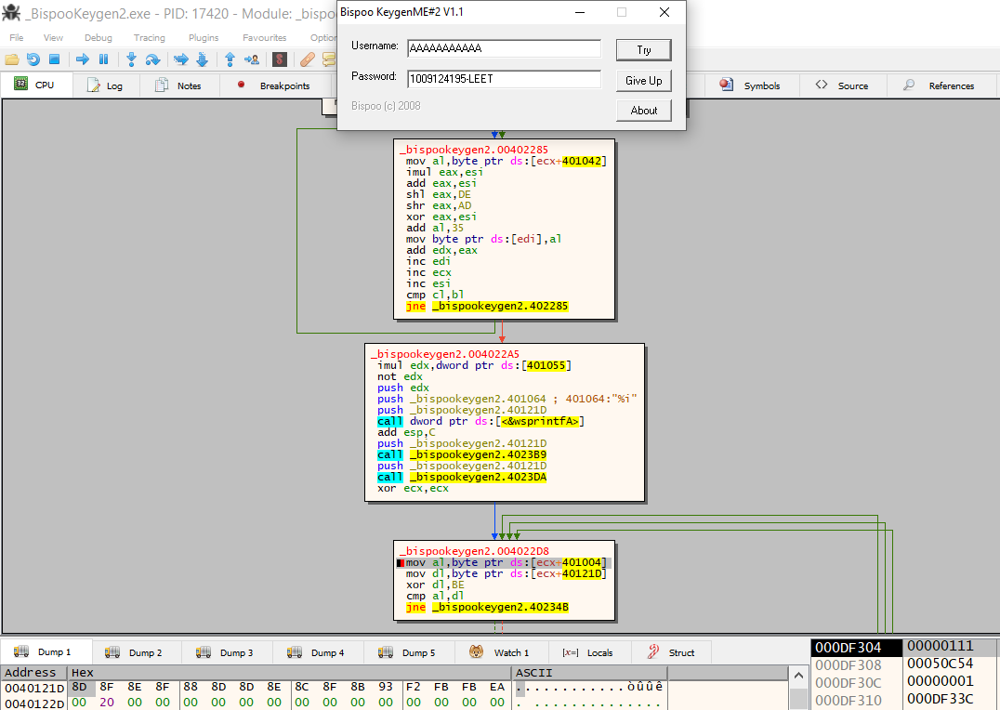 _BispooKeygen2.exe - PID: 17420 - Module: _bispo
File View Debug Tracing Plugins Favourites Option
CPU Log Notes Breakpoints Symbols Source References
Bispoo KeygenME#2 V1.1
Username: AAAAAAAAAAAA Try
Password: 1009124195-LEET Give Up
Bispoo (c) 2008 About
_bispookeygen2.00402285
mov al,byte ptr ds:[ecx+401042]
imul eax,esi
add eax,esi
shl eax,DE
shr eax,AD
xor eax,esi
add al,35
mov byte ptr ds:[edi],al
add edx,eax
inc edi
inc ecx
inc esi
cmp cl,bl
jne _bispookeygen2.402285
_bispookeygen2.004022A5
imul edx,dword ptr ds:[401055]
not edx
push edx
push _bispookeygen2.401064 ; 401064:"%i"
push _bispookeygen2.40121D
call dword ptr ds:[<&wsprintfA>]
add esp,C
push _bispookeygen2.40121D
call _bispookeygen2.4023B9
push _bispookeygen2.40121D
call _bispookeygen2.4023DA
xor ecx,ecx
_bispookeygen2.004022D8
mov al,byte ptr ds:[ecx+401004]
mov dl,byte ptr ds:[ecx+40121D]
xor dl,BE
cmp al,dl
jne _bispookeygen2.40234B
Dump 1 Dump 2 Dump 3 Dump 4 Dump 5 Watch 1 Locals Struct
Address Hex ASCII
0040121D 8D 8F 8E 8F 88 8D 8D 8E 8C 8F 8B 93 F2 FB FB EA ............òûûê
0040122D 00 20 00 00 00 00 00 00 00 00 00 00 00 00 00 00 . ..............
000DF304 00000111
000DF308 00050C54
000DF30C 00000001
000DF310 000DF33C